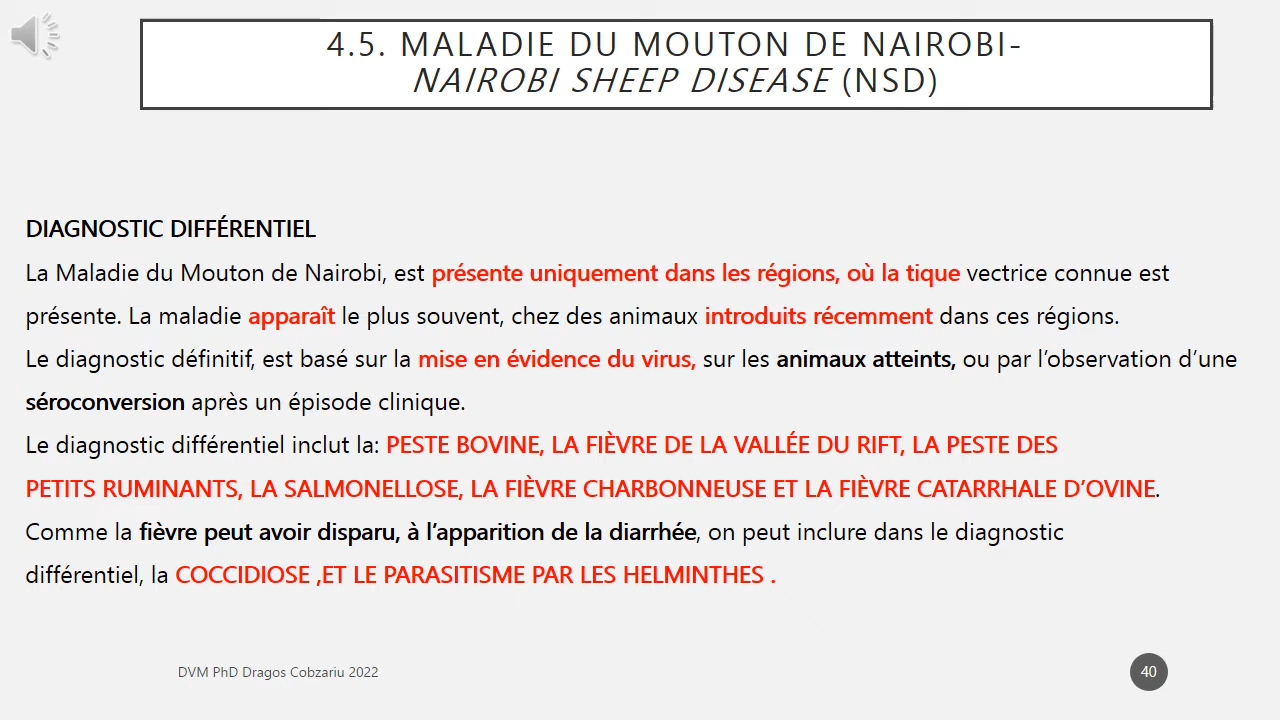 4.5. MALADIE DU MOUTON DE NAIROBI-
NAIROBI SHEEP DISEASE (NSD)
DIAGNOSTIC DIFFÉRENTIEL
La Maladie du Mouton de Nairobi, est présente uniquement dans les régions, où la tique vectrice connue est
présente. La maladie apparaît le plus souvent, chez des animaux introduits récemment dans ces régions.
Le diagnostic définitif, est basé sur la mise en évidence du virus, sur les animaux atteints, ou par l’observation d’une
séroconversion après un épisode clinique.
Le diagnostic différentiel inclut la: PESTE BOVINE, LA FIÈVRE DE LA VALLÉE DU RIFT, LA PESTE DES
PETITS RUMINANTS, LA SALMONELLOSE, LA FIÈVRE CHARBONNEUSE ET LA FIÈVRE CATARRHALE D’OVINE.
Comme la fièvre peut avoir disparu, à l’apparition de la diarrhée, on peut inclure dans le diagnostic
différentiel, la COCCIDIOSE ,ET LE PARASITISME PAR LES HELMINTHES .
DVM PhD Dragos Cobzariu 2022
40